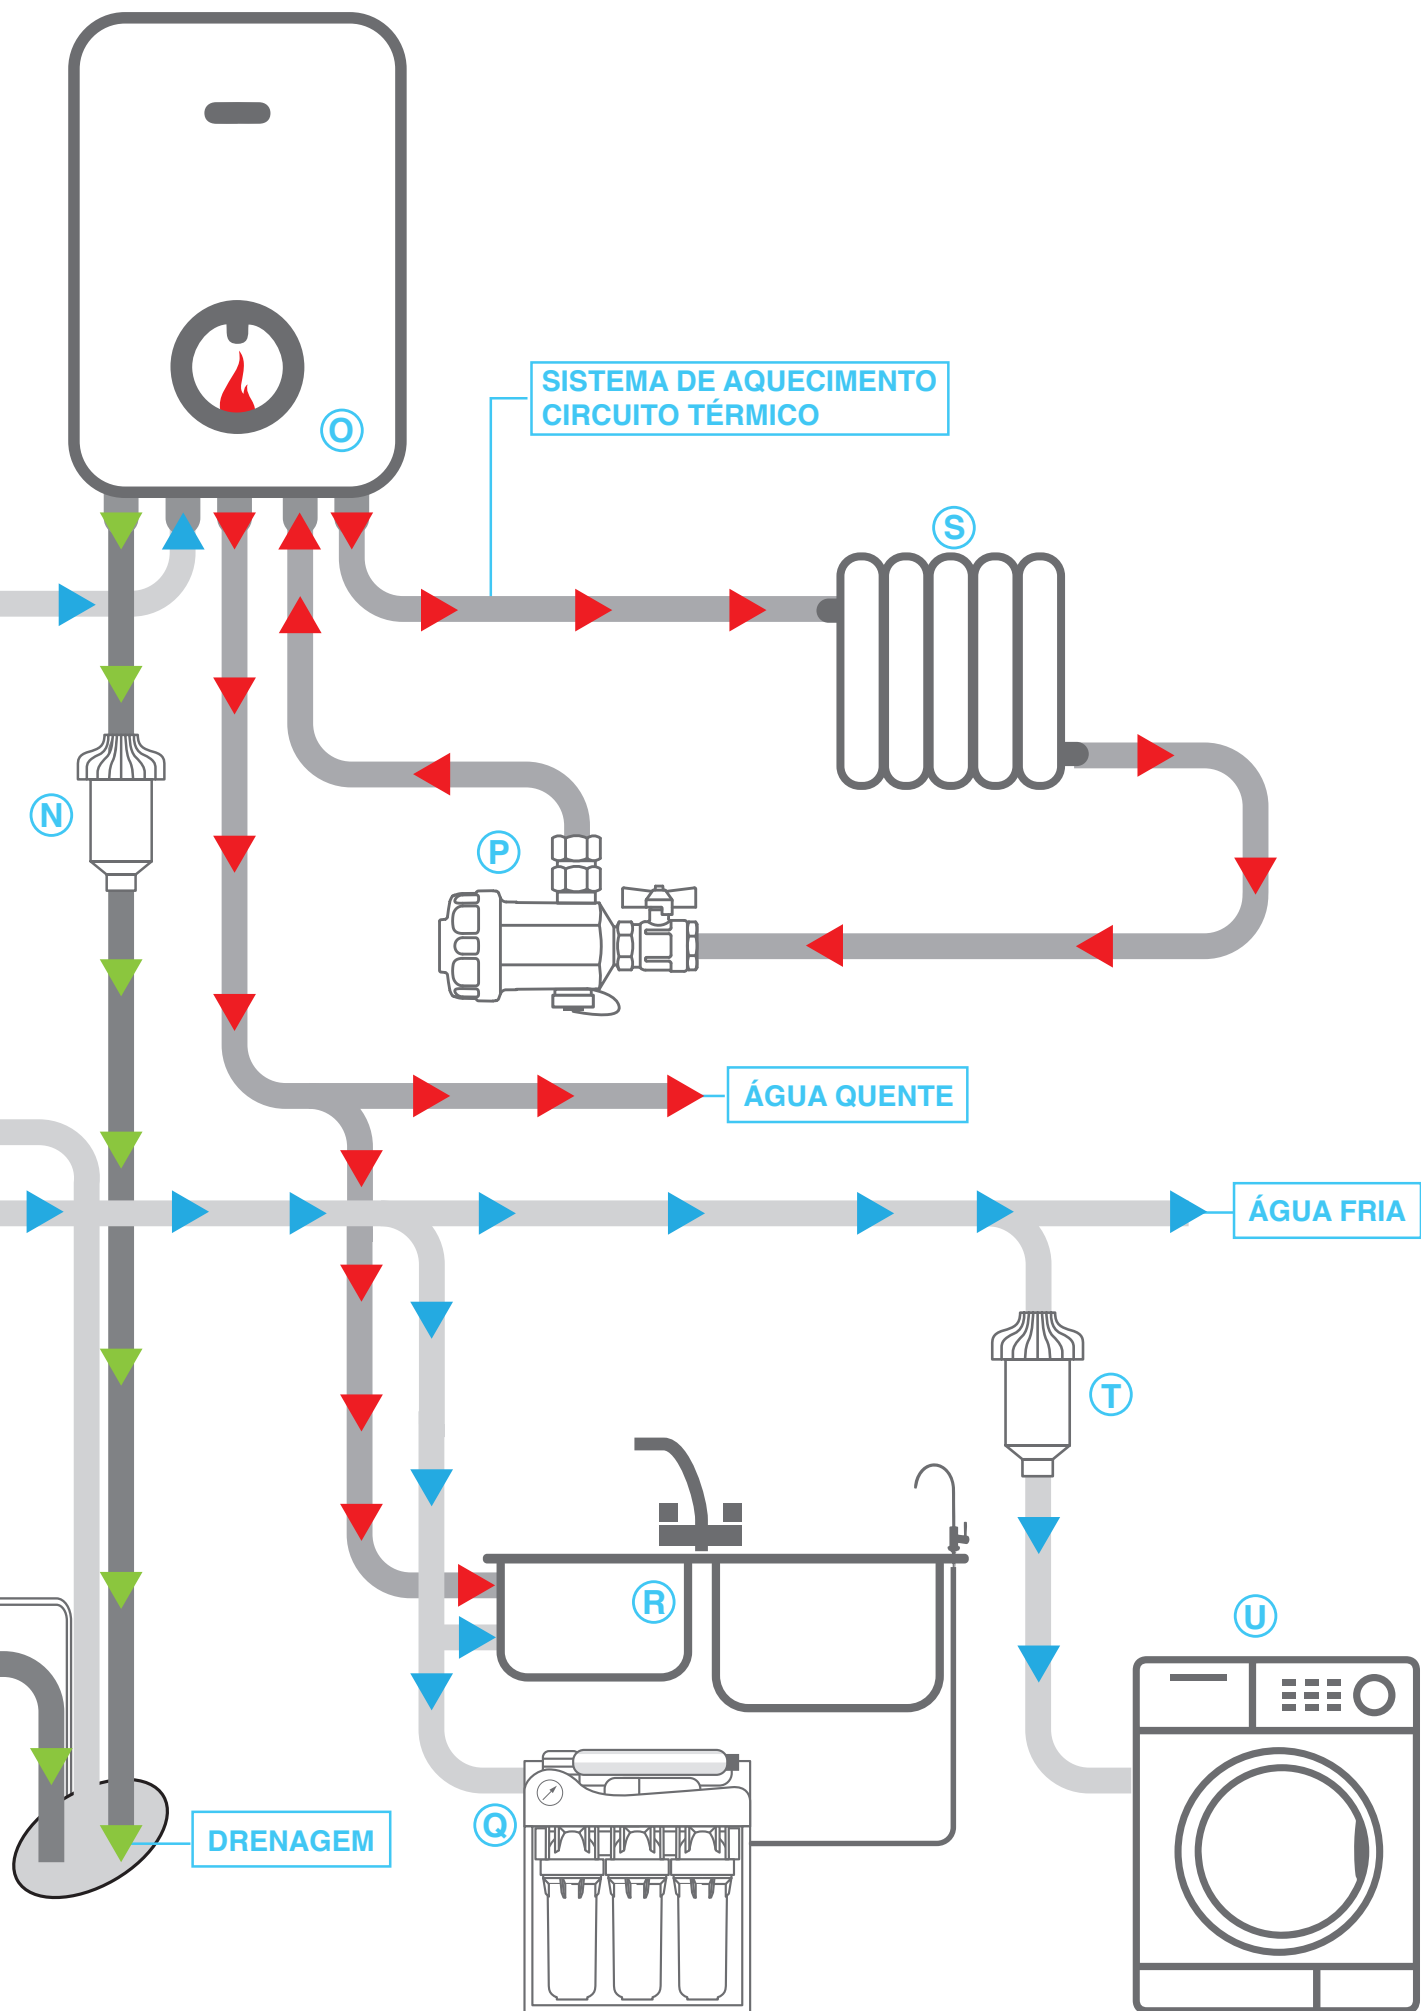 O
SISTEMA DE AQUECIMENTO
CIRCUITO TÉRMICO
S
N
P
ÁGUA QUENTE
ÁGUA FRIA
T
R
U
Q
DRENAGEM